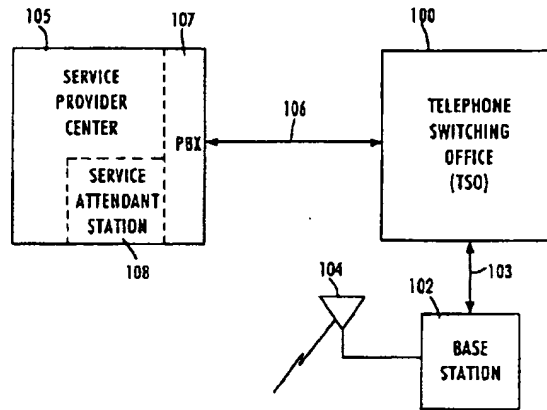 105
107
100
SERVICE
PROVIDER
CENTER
PBX
SERVICE
ATTENDANT
STATION
108
106
TELEPHONE
SWITCHING
OFFICE
(TSO)
103
104
102
BASE
STATION